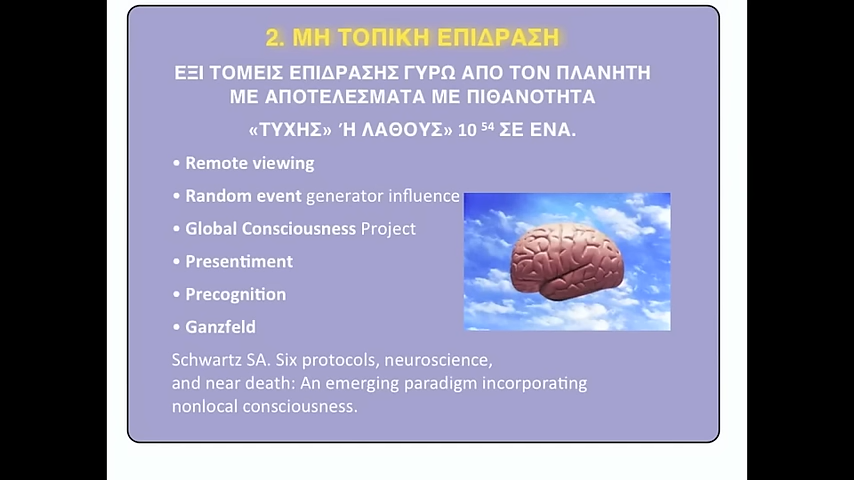 2. ΜΗ ΤΟΠΙΚΗ ΕΠΙΔΡΑΣΗ
ΕΞΙ ΤΟΜΕΙΣ ΕΠΙΔΡΑΣΗΣ ΓΥΡΩ ΑΠΟ ΤΟΝ ΠΛΑΝΗΤΗ
ΜΕ ΑΠΟΤΕΛΕΣΜΑΤΑ ΜΕ ΠΙΘΑΝΟΤΗΤΑ
«ΤΥΧΗΣ» Ή ΛΑΘΟΥΣ» 10 ⁵⁴ ΣΕ ΕΝΑ.
• Remote viewing
• Random event generator influence
• Global Consciousness Project
• Presentiment
• Precognition
• Ganzfeld
Schwartz SA. Six protocols, neuroscience,
and near death: An emerging paradigm incorporating
nonlocal consciousness.